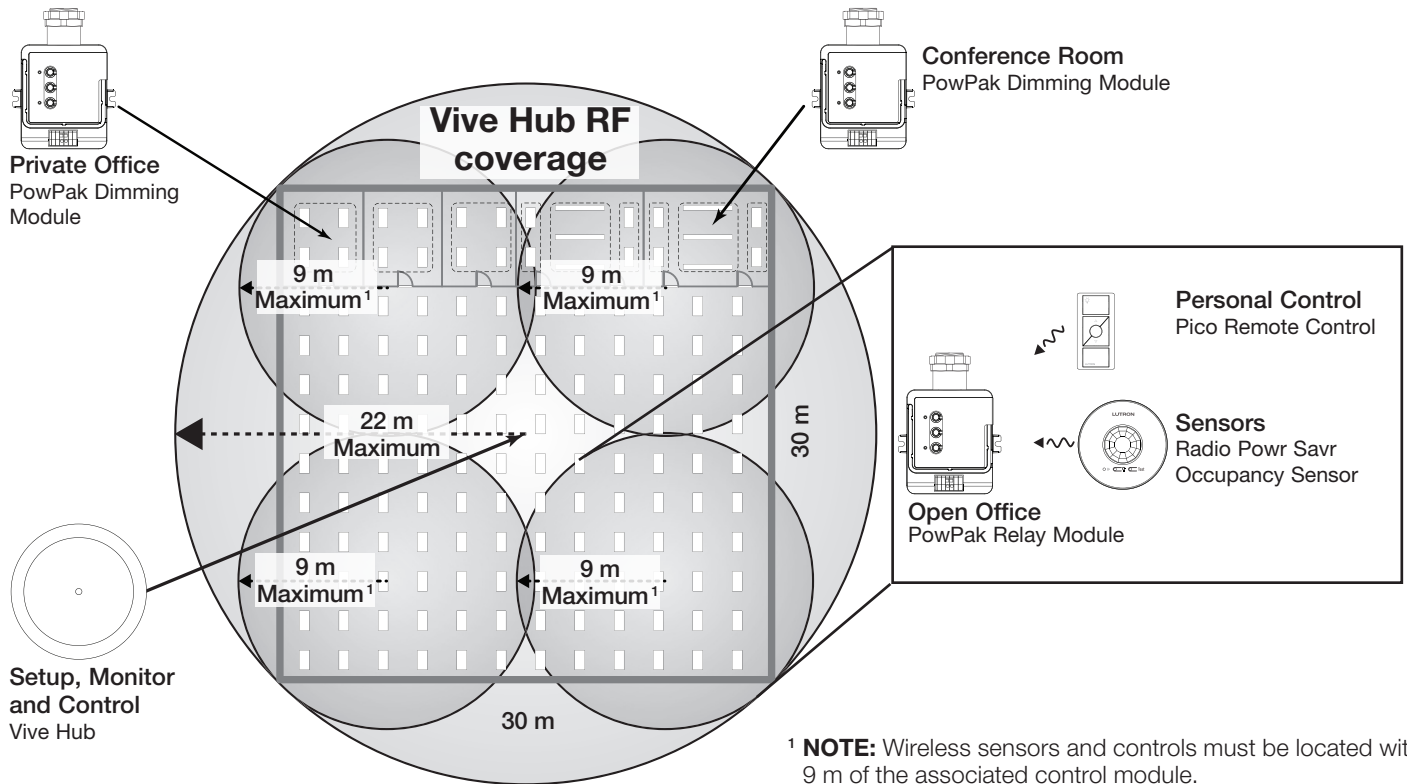 Private Office
PowPak Dimming
Module
Conference Room
PowPak Dimming Module
Vive Hub RF
coverage
9 m
Maximum¹
9 m
Maximum¹
22 m
Maximum
30 m
9 m
Maximum¹
9 m
Maximum¹
30 m
Setup, Monitor
and Control
Vive Hub
Personal Control
Pico Remote Control
LUTRON
Sensors
Radio Powr Savr
Occupancy Sensor
Open Office
PowPak Relay Module
¹ NOTE: Wireless sensors and controls must be located wit
9 m of the associated control module.